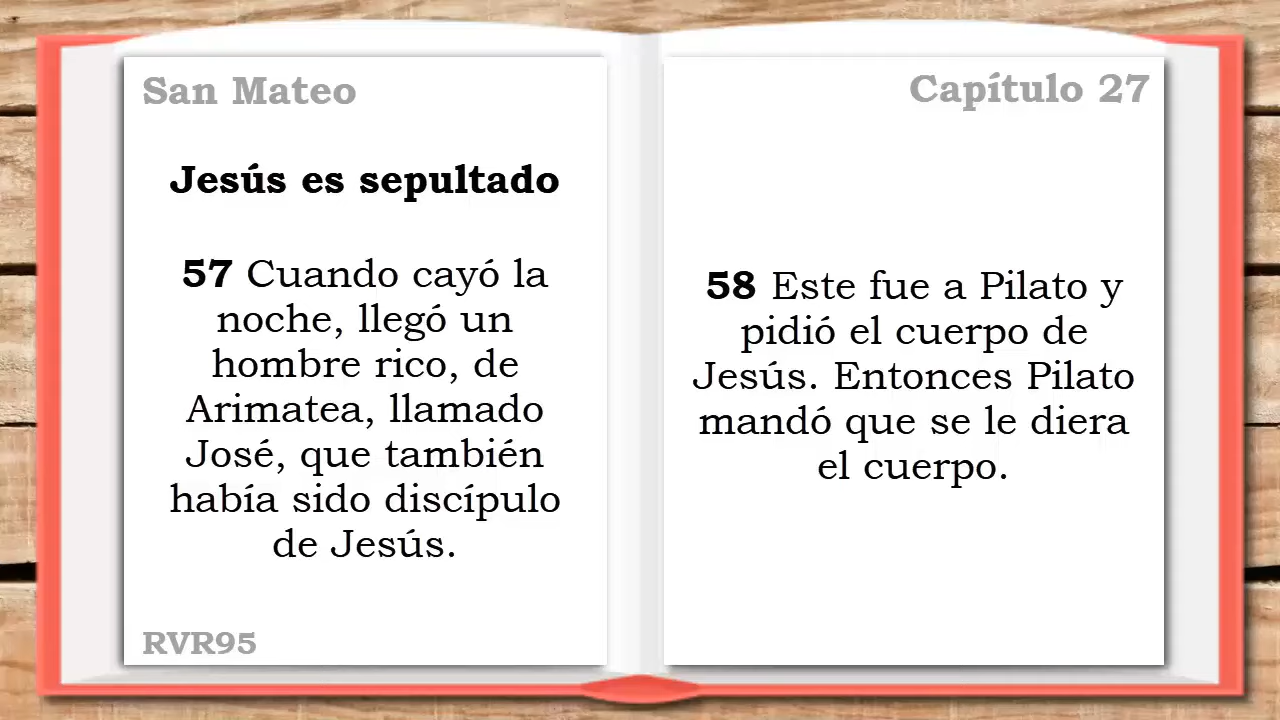 San Mateo
Jesús es sepultado
57 Cuando cayó la
noche, llegó un
hombre rico, de
Arimatea, llamado
José, que también
había sido discípulo
de Jesús.
RVR95
Capítulo 27
58 Este fue a Pilato y
pidió el cuerpo de
Jesús. Entonces Pilato
mandó que se le diera
el cuerpo.